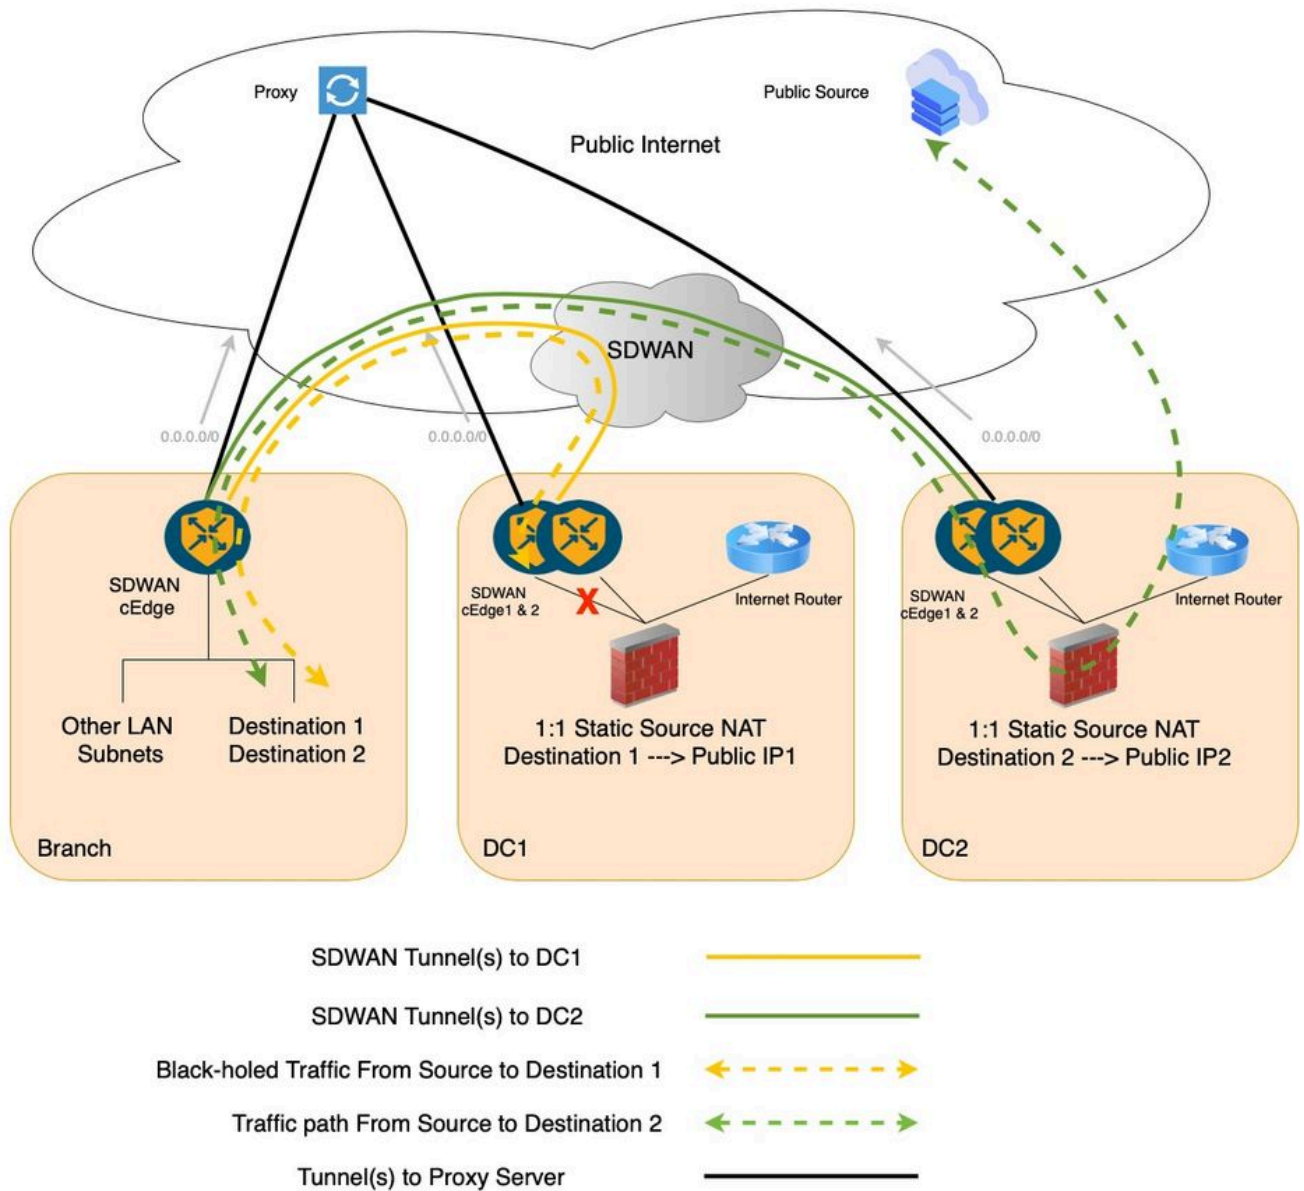 Proxy
Public Source
Public Internet
SDWAN
0.0.0.0/0
0.0.0.0/0
0.0.0.0/0
SDWAN
cEdge
Other LAN
Subnets
Destination 1
Destination 2
Branch
SDWAN
cEdge1 & 2
X
Internet Router
1:1 Static Source NAT
Destination 1 ---> Public IP1
DC1
SDWAN
cEdge1 & 2
Internet Router
1:1 Static Source NAT
Destination 2 ---> Public IP2
DC2
SDWAN Tunnel(s) to DC1
SDWAN Tunnel(s) to DC2
Black-holed Traffic From Source to Destination 1
Traffic path From Source to Destination 2
Tunnel(s) to Proxy Server